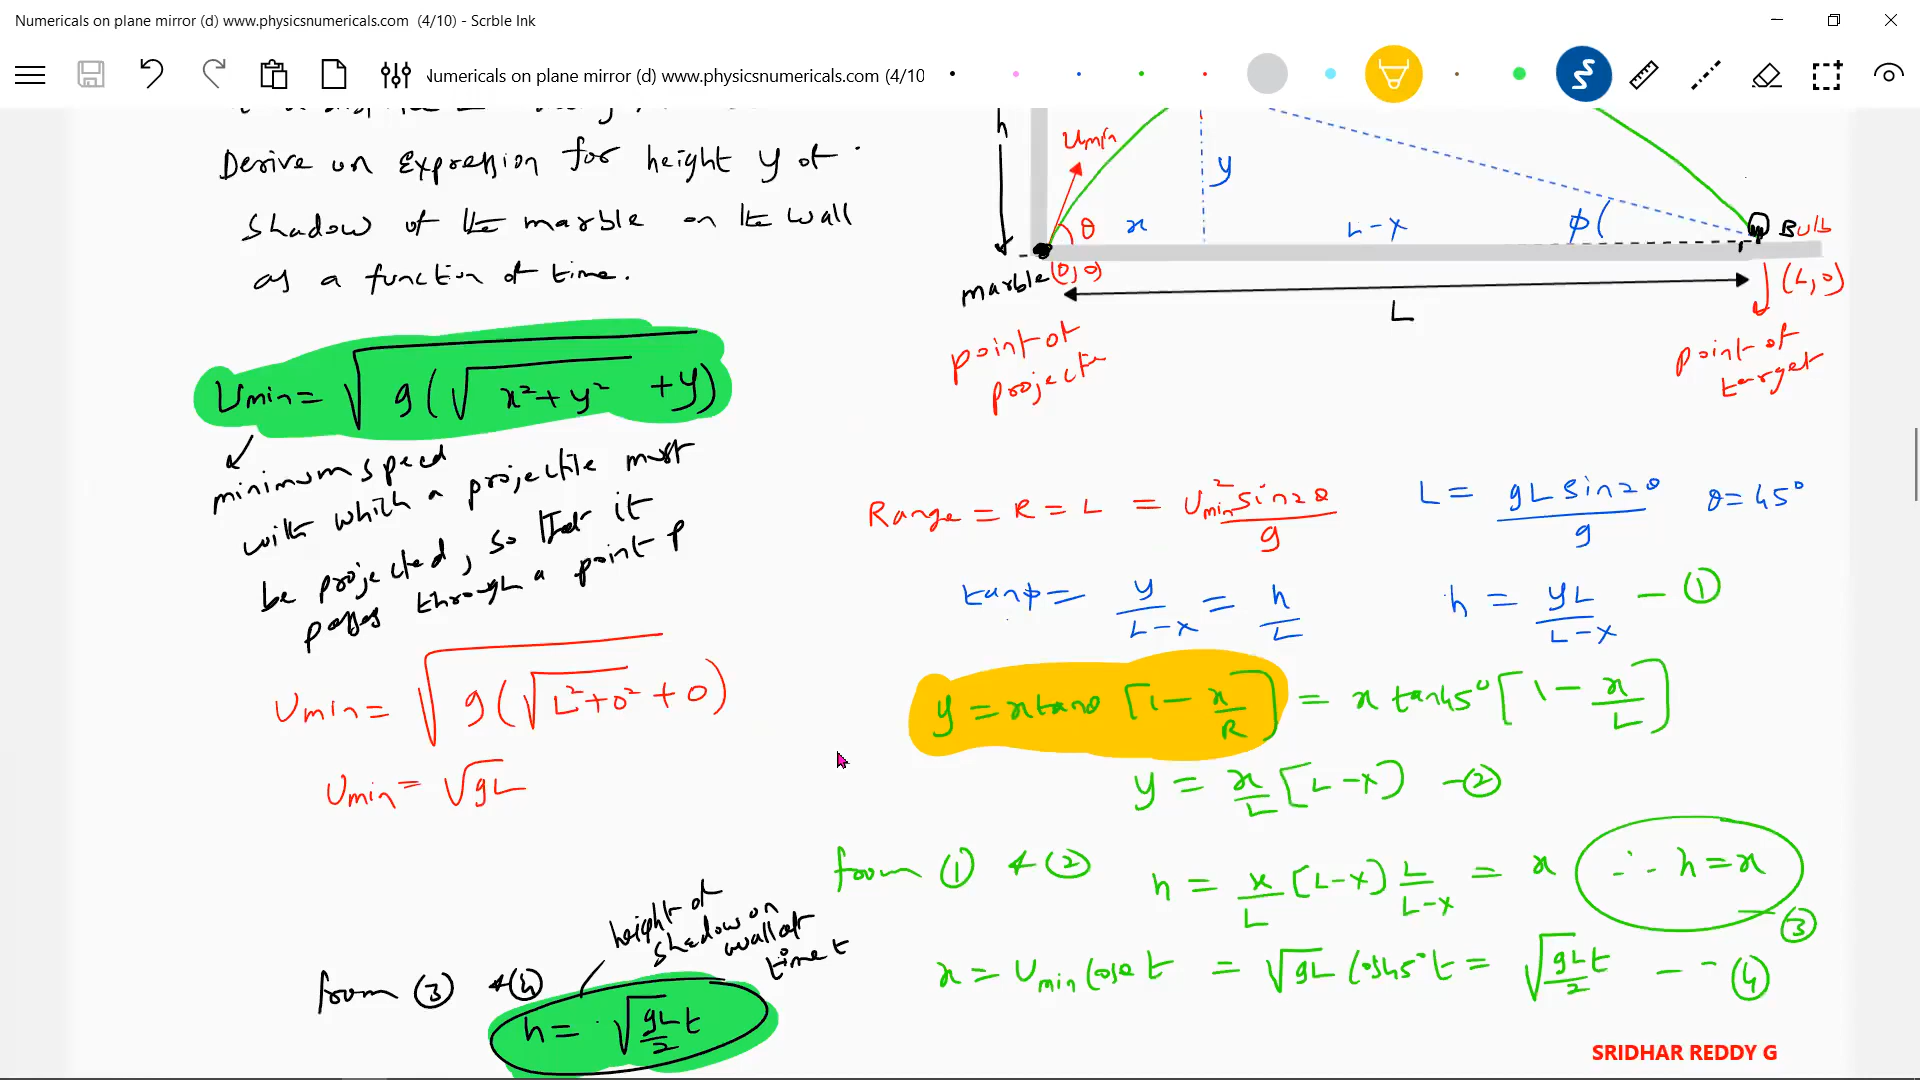 Numericals on plane mirror (d) www.physicsnumericals.com (4/10) - Scrble Ink
Numericals on plane mirror (d) www.physicsnumericals.com (4/10
Derive an Expression for height y of
shadow of the marble on the wall
as a function of time.
Umin = √(g(√(x²+y²) + y))
minimum speed
with which a projectile must
be projected, so that it
passes through a point P
Umin = √(g(√(L²+0²) + 0))
Umin = √gL
from ③ & ④
height of
shadow on
wall at
time t
h = √(gL/2) t
h
Umin
y
θ
x
L-x
ϕ
Bulb
marble (0,0)
(L,0)
L
point of
point of
target
Range = R = L = U²min sin2θ / g
L = gL sin2θ / g θ = 45°
tanϕ = y/(L-x) = h/L
h = yL/(L-x) - ①
y = x tanθ [1 - x/R] = x tan45° [1 - x/L]
y = x/L [L-x] - ②
from ① & ② h = x/L [L-x] L/(L-x) = x ∴ h = x
- ③
x = Umin cosθ t = √gL cos45° t = √(gL/2) t - - ④
SRIDHAR REDDY G